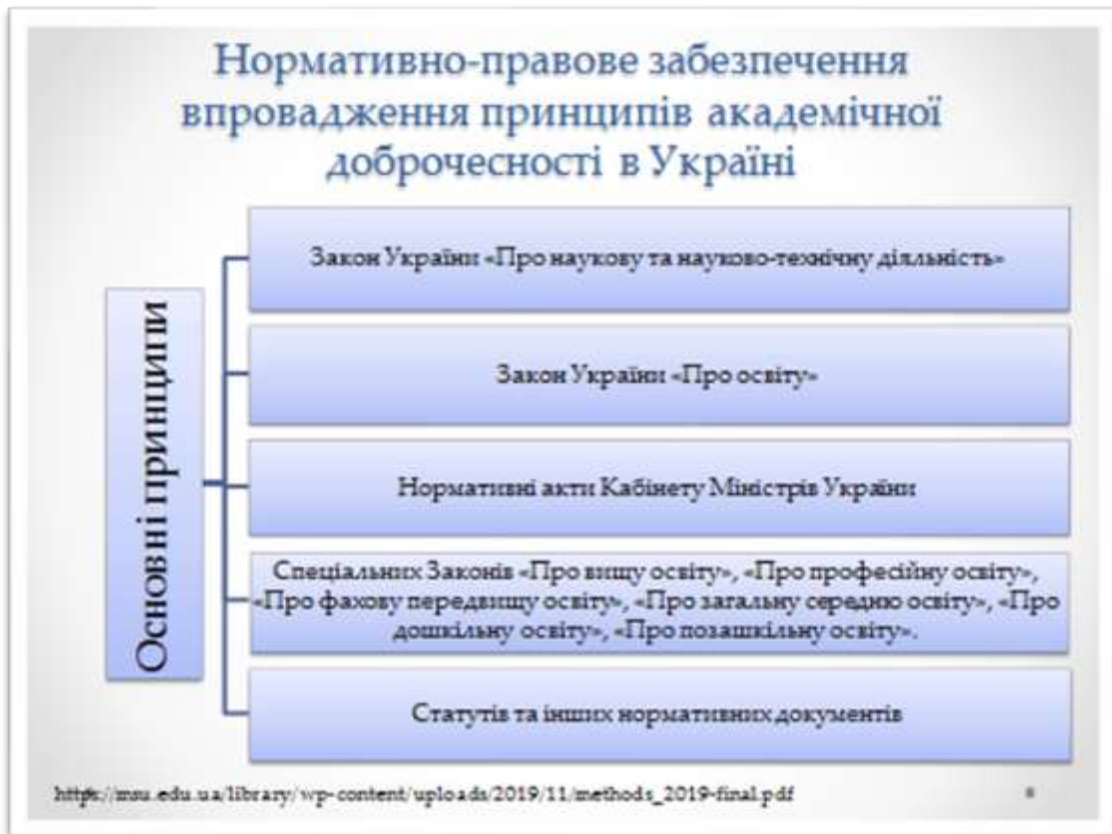 Нормативно-правове забезпечення
впровадження принципів академічної
доброчесності в Україні
Основні принципи
Закон України «Про наукову та науково-технічну діяльність»
Закон України «Про освіту»
Нормативні акти Кабінету Міністрів України
Спеціальних Законів «Про вищу освіту», «Про професійну освіту»,
«Про фахову передвищу освіту», «Про загальну середню освіту», «Про
дошкільну освіту», «Про позашкільну освіту».
Статутів та інших нормативних документів
https://msu.edu.ua/library/wp-content/uploads/2019/11/methods_2019-final.pdf